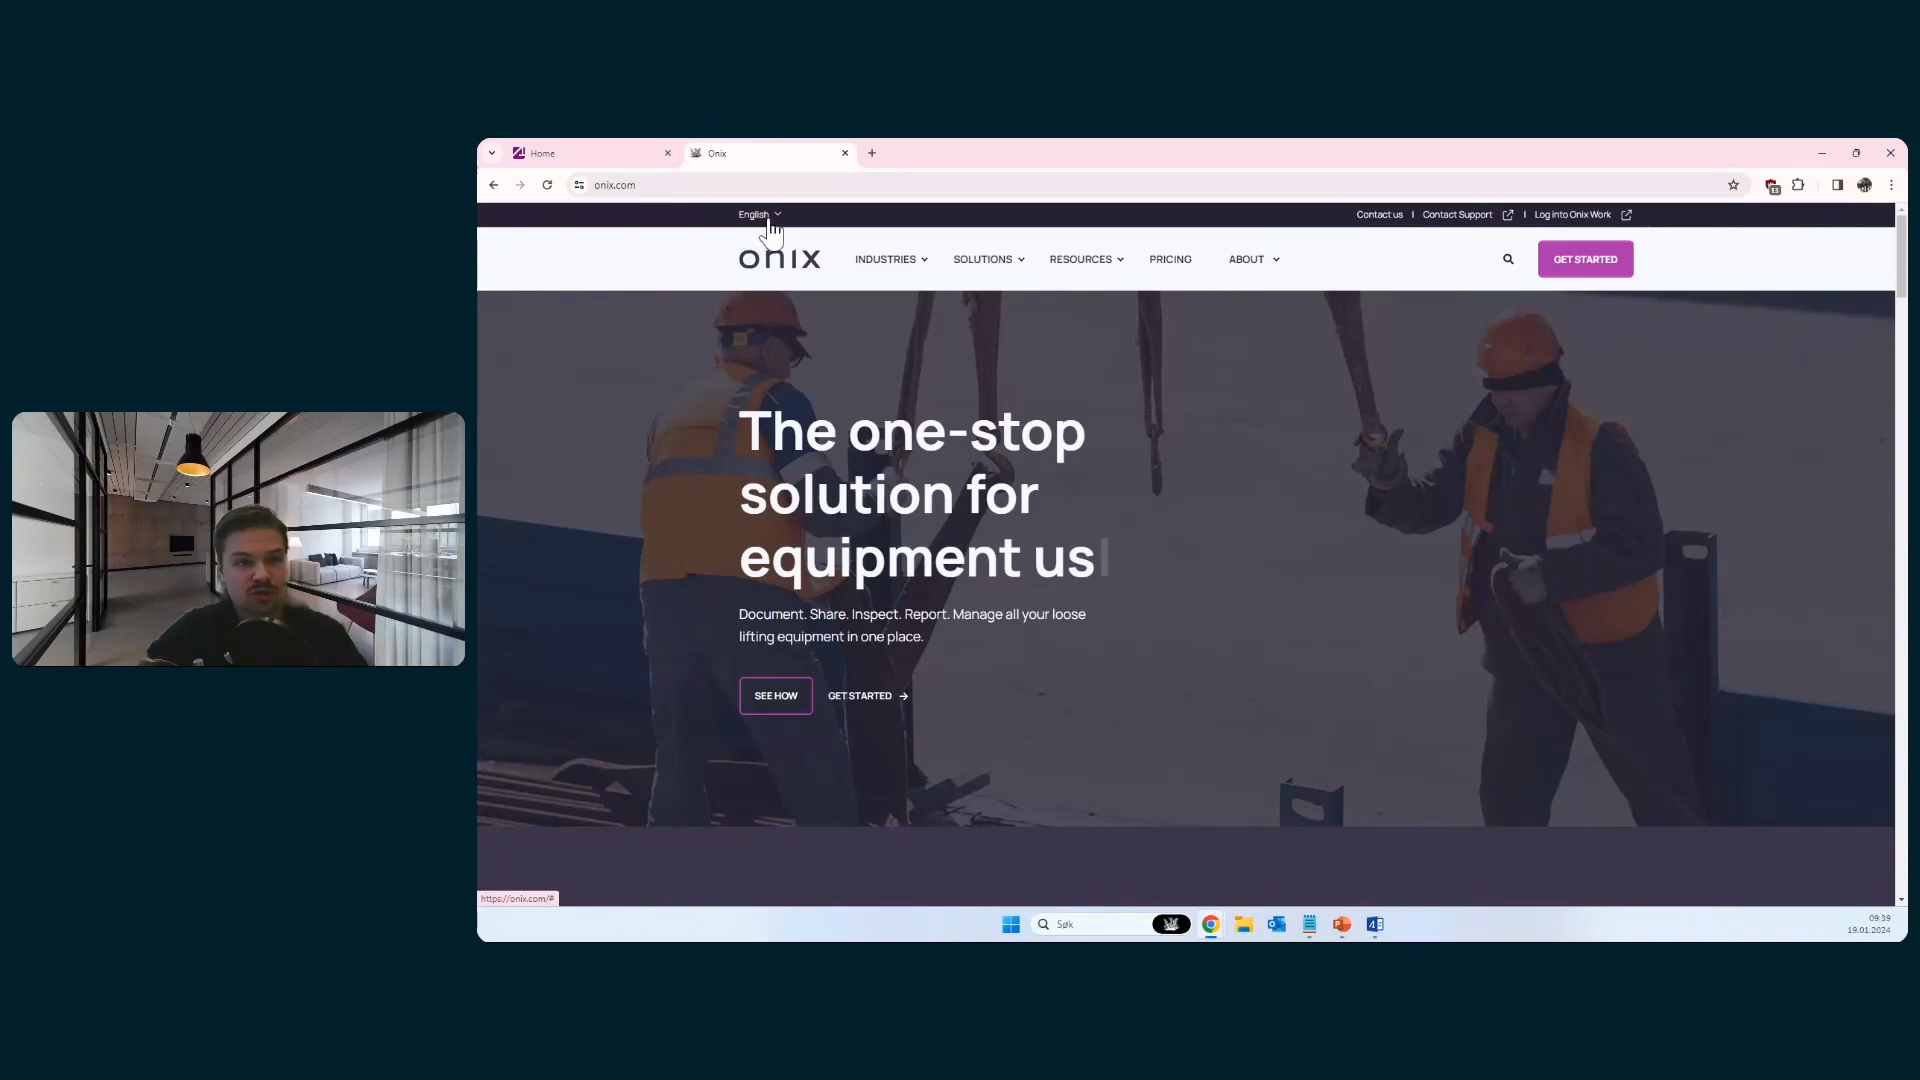 Home
Onix
onix.com
English
Contact us | Contact Support | Log into Onix Work
onix
INDUSTRIES
SOLUTIONS
RESOURCES
PRICING
ABOUT
GET STARTED
The one-stop
solution for
equipment us
Document. Share. Inspect. Report. Manage all your loose
lifting equipment in one place.
SEE HOW
GET STARTED
https://onix.com/#
Søk
09:39
19.01.2024